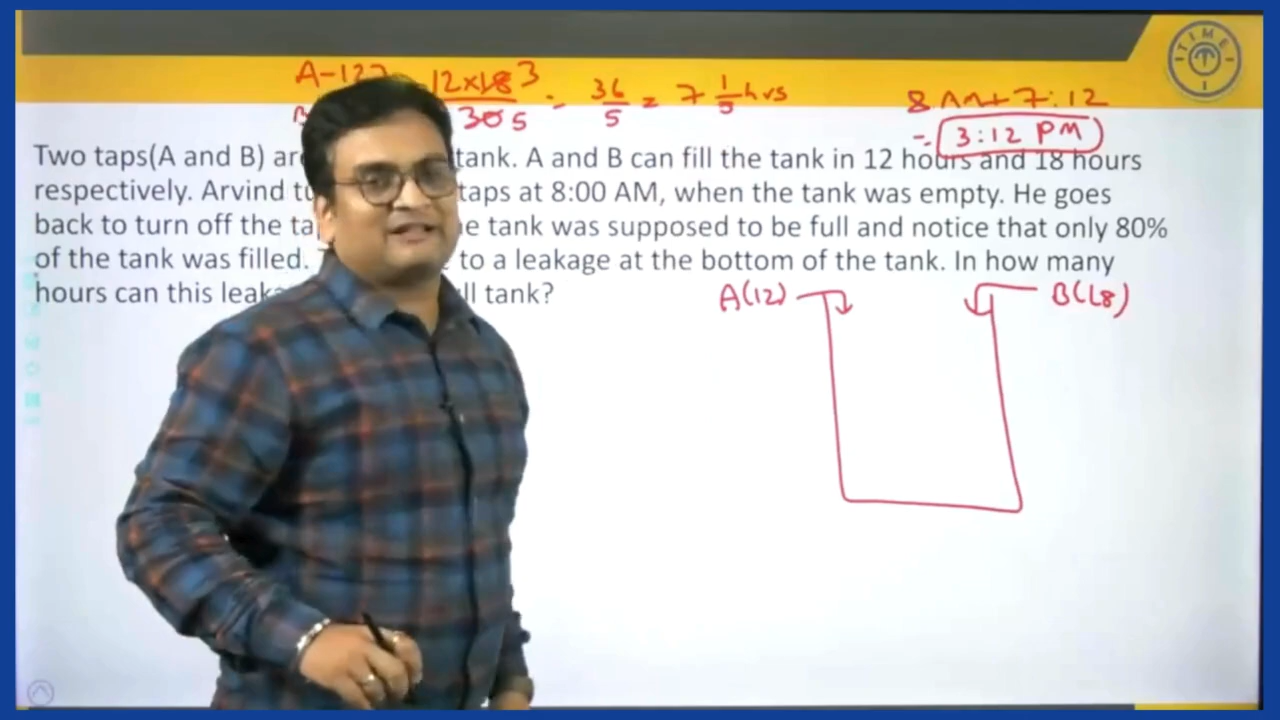 TIME
A-12
12×18 3
= 36/5 = 7 1/5 hrs
30 5
8 AM + 7:12
3:12 PM
Two taps(A and B) tank. A and B can fill the tank in 12 hours and 18 hours
respectively. Arvind taps at 8:00 AM, when the tank was empty. He goes
back to turn off the tank was supposed to be full and notice that only 80%
of the tank was filled. to a leakage at the bottom of the tank. In how many
hours can this tank?
A(12) B(18)